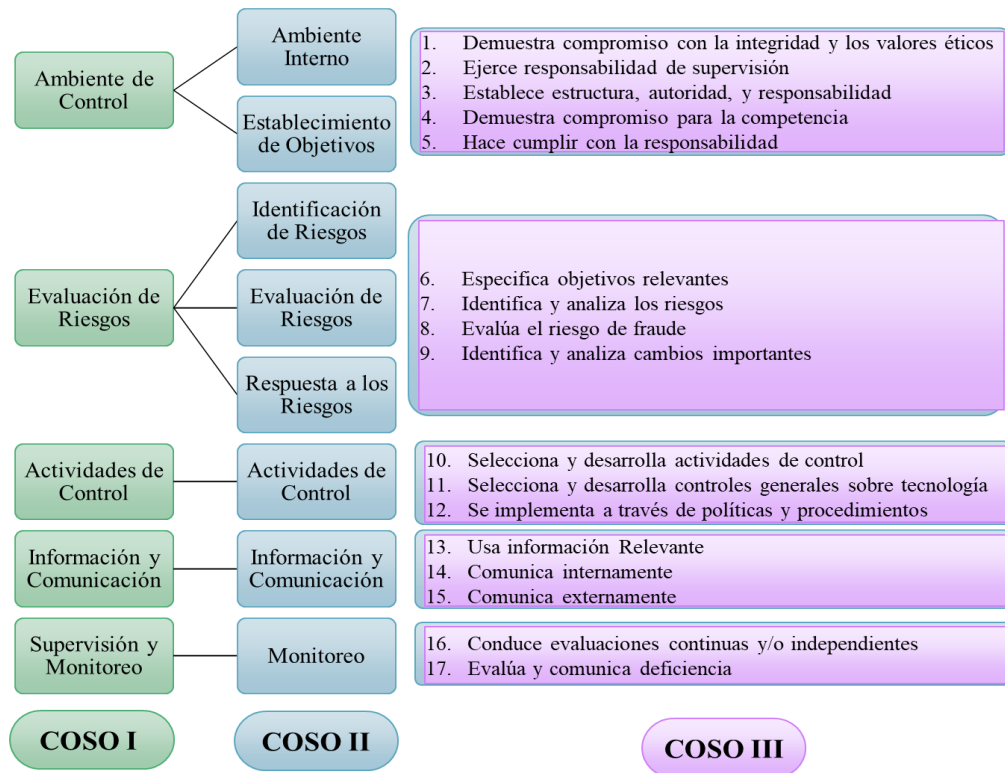 Ambiente de
Control
Ambiente
Interno
Establecimiento
de Objetivos
1. Demuestra compromiso con la integridad y los valores éticos
2. Ejerce responsabilidad de supervisión
3. Establece estructura, autoridad, y responsabilidad
4. Demuestra compromiso para la competencia
5. Hace cumplir con la responsabilidad
Evaluación de
Riesgos
Identificación
de Riesgos
Evaluación de
Riesgos
Respuesta a los
Riesgos
6. Especifica objetivos relevantes
7. Identifica y analiza los riesgos
8. Evalúa el riesgo de fraude
9. Identifica y analiza cambios importantes
Actividades de
Control
Actividades de
Control
10. Selecciona y desarrolla actividades de control
11. Selecciona y desarrolla controles generales sobre tecnología
12. Se implementa a través de políticas y procedimientos
Información y
Comunicación
Información y
Comunicación
13. Usa información Relevante
14. Comunica internamente
15. Comunica externamente
Supervisión y
Monitoreo
Monitoreo
16. Conduce evaluaciones continuas y/o independientes
17. Evalúa y comunica deficiencia
COSO I
COSO II
COSO III